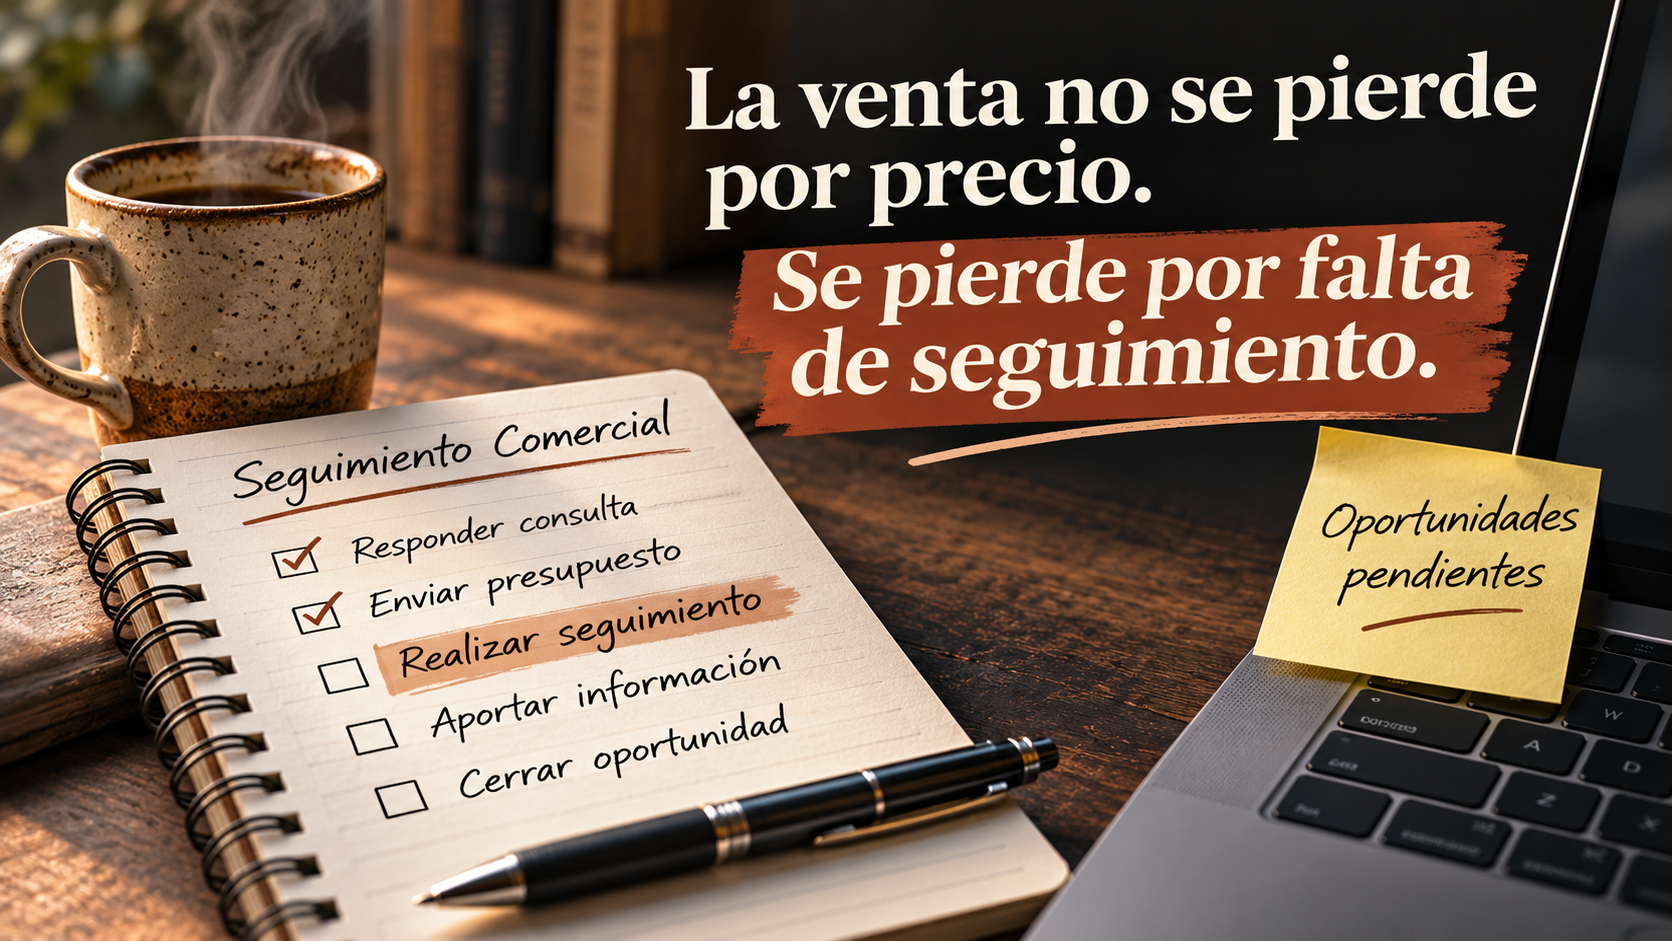 La venta no se pierde
por precio.
Se pierde por falta
de seguimiento.
Seguimiento Comercial
Responder consulta
Enviar presupuesto
Realizar seguimiento
Aportar información
Cerrar oportunidad
Oportunidades
pendientes
W
A
D
Z
X